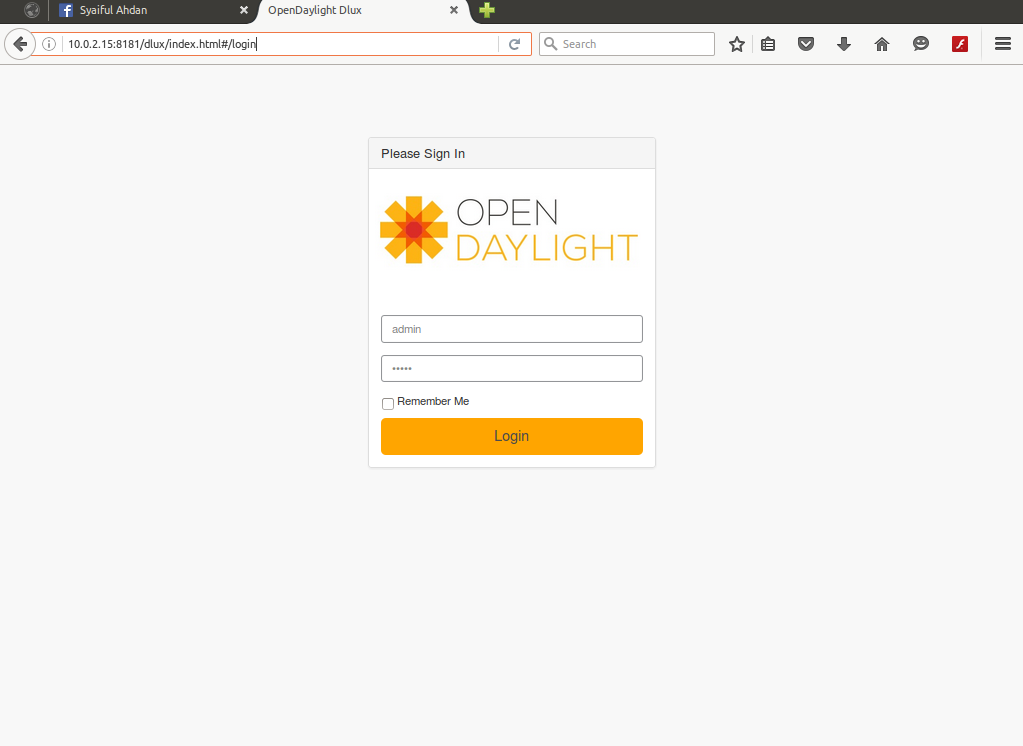 Syaiful Ahdan
OpenDaylight Dlux
10.0.2.15:8181/dlux/index.html#/login
Search
Please Sign In
OPEN
DAYLIGHT
admin
•••••
Remember Me
Login